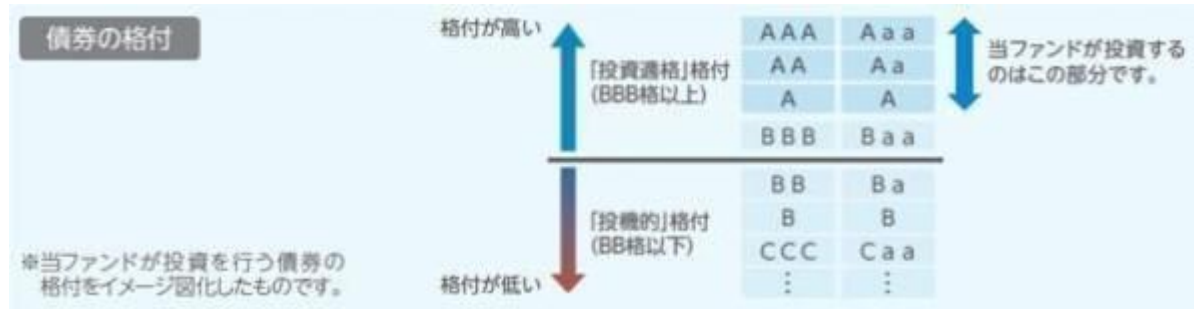 債券の格付
格付が高い
「投資適格」格付
(BBB格以上)
AAA Aaa
AA Aa
A A
BBB Baa
当ファンドが投資する
のはこの部分です。
「投機的」格付
(BB格以下)
BB Ba
B B
CCC Caa
⋮ ⋮
格付が低い
※当ファンドが投資を行う債券の
格付をイメージ図化したものです。